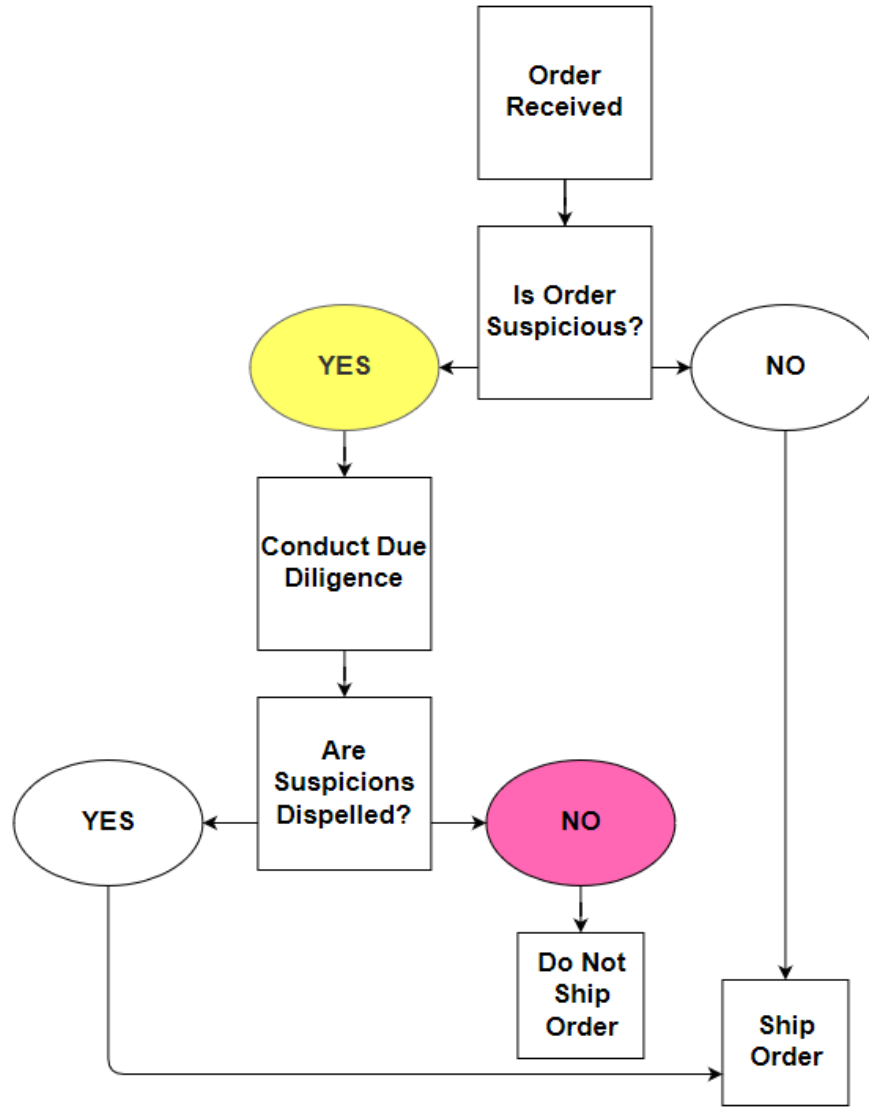 Order
Received
Is Order
Suspicious?
YES
NO
Conduct Due
Diligence
Are
Suspicions
Dispelled?
YES
NO
Do Not
Ship
Order
Ship
Order